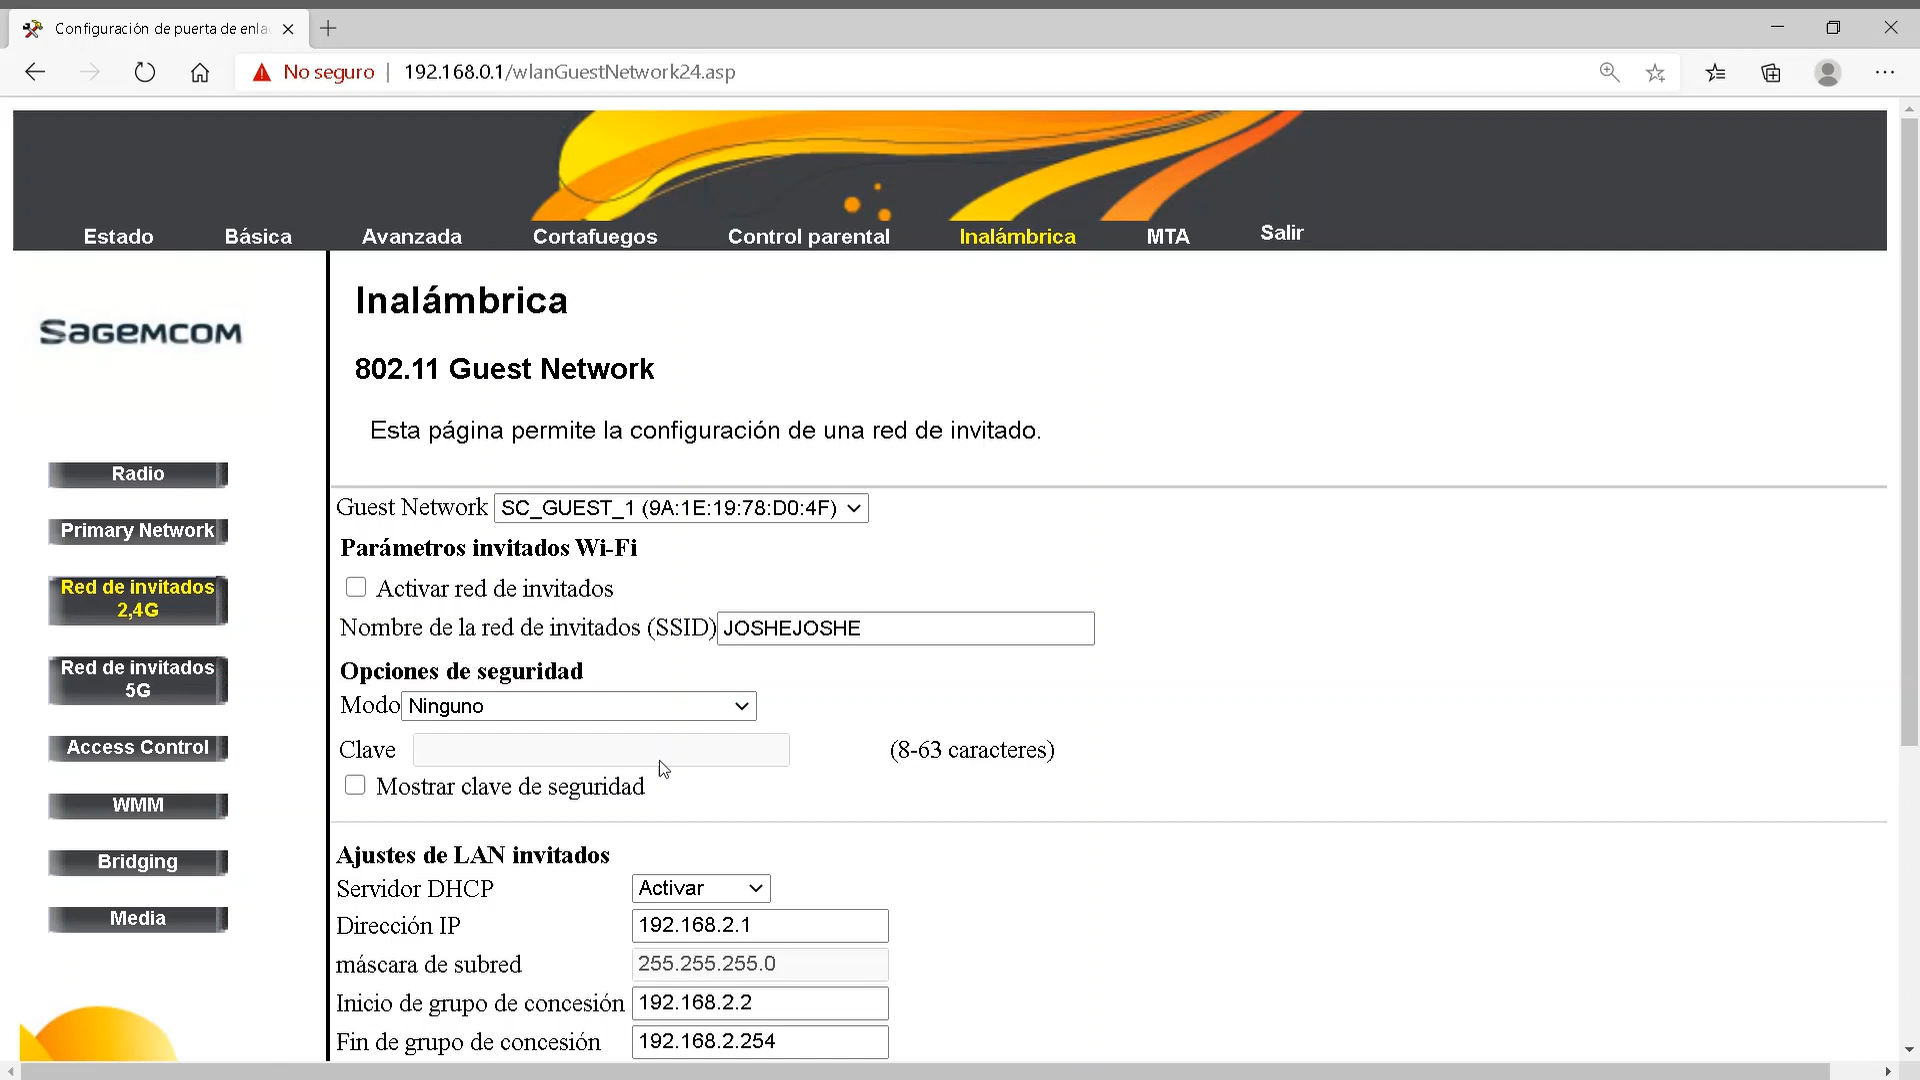 Configuración de puerta de enla
No seguro | 192.168.0.1/wlanGuestNetwork24.asp
Estado Básica Avanzada Cortafuegos Control parental Inalámbrica MTA Salir
SAGEMCOM
Radio
Primary Network
Red de invitados
2,4G
Red de invitados
5G
Access Control
WMM
Bridging
Media
Inalámbrica
802.11 Guest Network
Esta página permite la configuración de una red de invitado.
Guest Network SC_GUEST_1 (9A:1E:19:78:D0:4F)
Parámetros invitados Wi-Fi
Activar red de invitados
Nombre de la red de invitados (SSID) JOSHEJOSHE
Opciones de seguridad
Modo Ninguno
Clave (8-63 caracteres)
Mostrar clave de seguridad
Ajustes de LAN invitados
Servidor DHCP Activar
Dirección IP 192.168.2.1
máscara de subred 255.255.255.0
Inicio de grupo de concesión 192.168.2.2
Fin de grupo de concesión 192.168.2.254